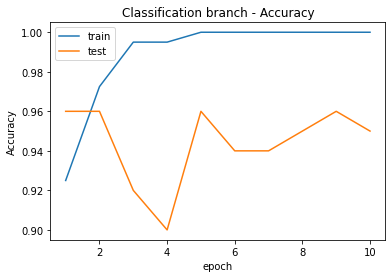 Classification branch - Accuracy
train
test
Accuracy
1.00
0.98
0.96
0.94
0.92
0.90
2
4
6
8
10
epoch